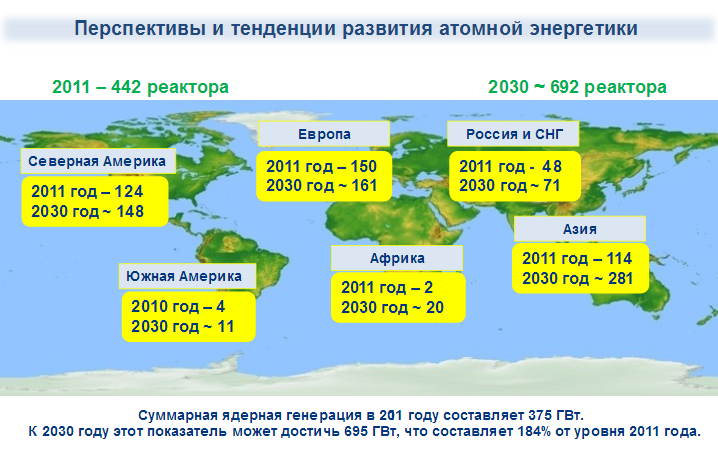 Перспективы и тенденции развития атомной энергетики
2011 – 442 реактора
2030 ~ 692 реактора
Европа
2011 год – 150
2030 год ~ 161
Россия и СНГ
2011 год - 48
2030 год ~ 71
Северная Америка
2011 год – 124
2030 год ~ 148
Азия
2011 год – 114
2030 год ~ 281
Африка
2011 год – 2
2030 год ~ 20
Южная Америка
2010 год – 4
2030 год ~ 11
Суммарная ядерная генерация в 201 году составляет 375 ГВт.
К 2030 году этот показатель может достичь 695 ГВт, что составляет 184% от уровня 2011 года.